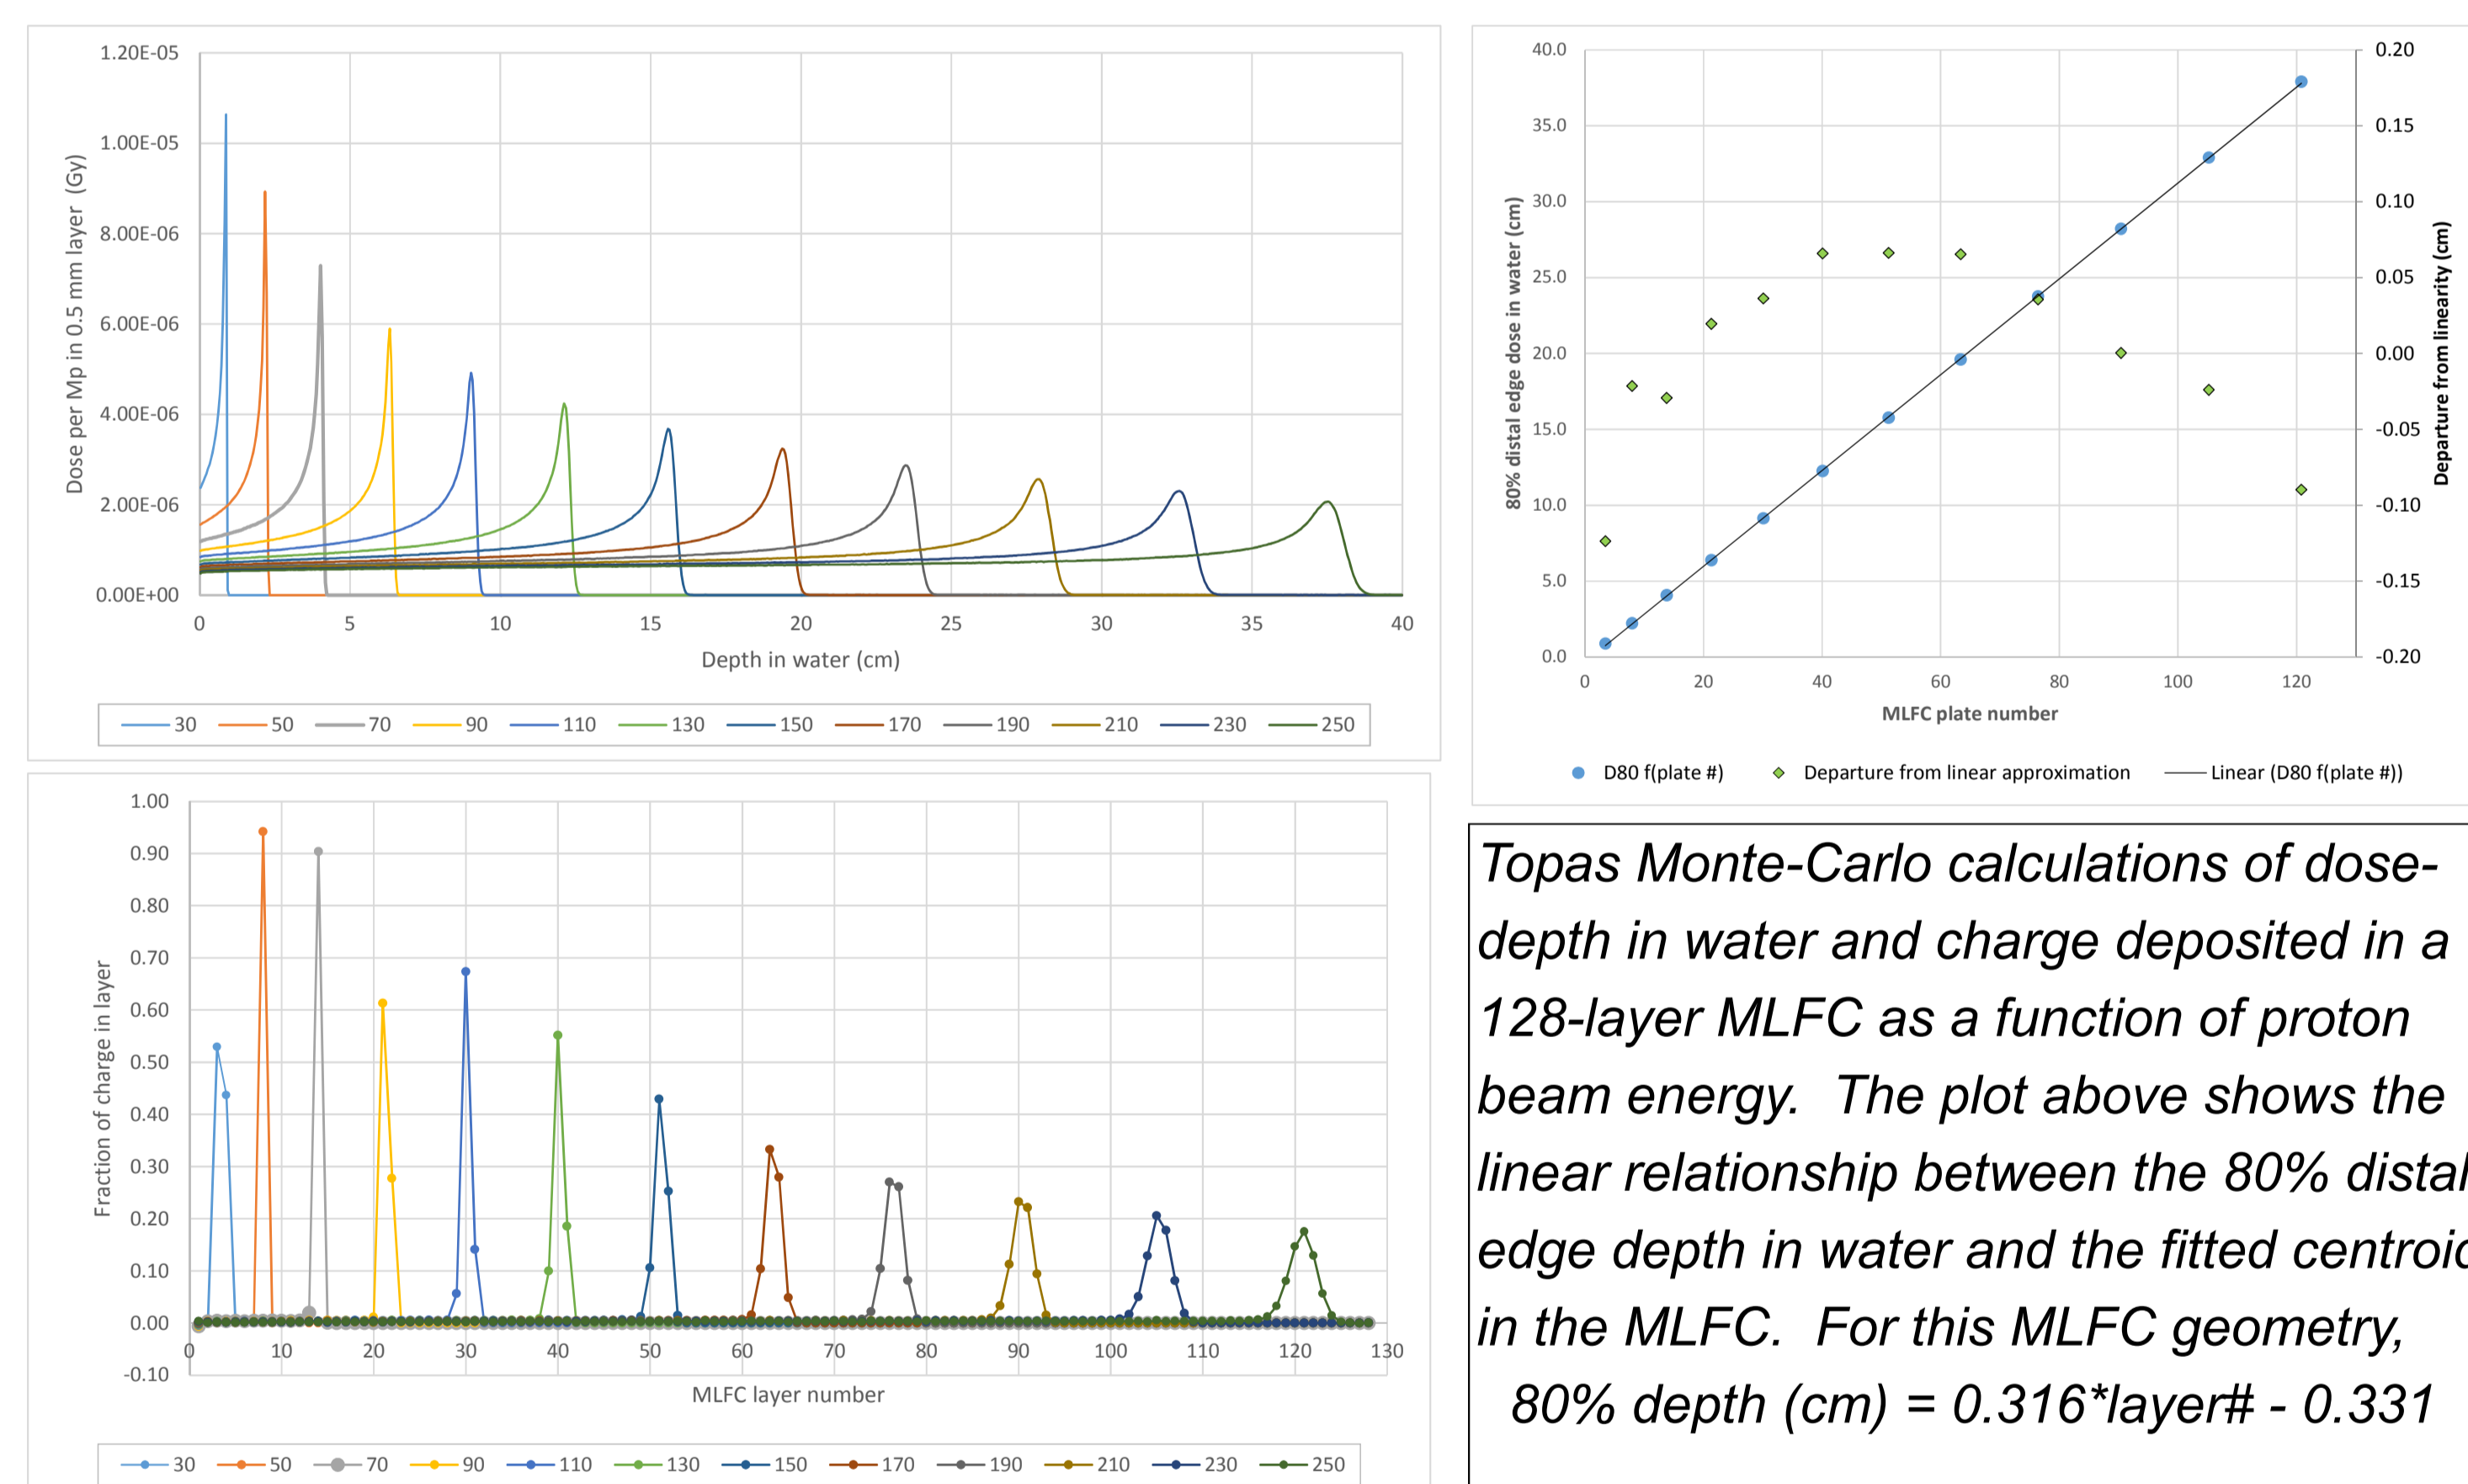 1.20E-05
1.00E-05
8.00E-06
6.00E-06
4.00E-06
2.00E-06
0.00E+00
Dose per Mp in 0.5 mm layer (Gy)
0 5 10 15 20 25 30 35 40
Depth in water (cm)
30 50 70 90 110 130 150 170 190 210 230 250
40.0
35.0
30.0
25.0
20.0
15.0
10.0
5.0
0.0
80% distal edge dose in water (cm)
0.20
0.15
0.10
0.05
0.00
-0.05
-0.10
-0.15
-0.20
Departure from linearity (cm)
0 20 40 60 80 100 120
MLFC plate number
D80 f(plate #) Departure from linear approximation Linear (D80 f(plate #))
1.00
0.90
0.80
0.70
0.60
0.50
0.40
0.30
0.20
0.10
0.00
-0.10
Fraction of charge in layer
0 10 20 30 40 50 60 70 80 90 100 110 120 130
MLFC layer number
30 50 70 90 110 130 150 170 190 210 230 250
Topas Monte-Carlo calculations of dose-
depth in water and charge deposited in a
128-layer MLFC as a function of proton
beam energy. The plot above shows the
linear relationship between the 80% distal
edge depth in water and the fitted centroid
in the MLFC. For this MLFC geometry,
80% depth (cm) = 0.316*layer# - 0.331